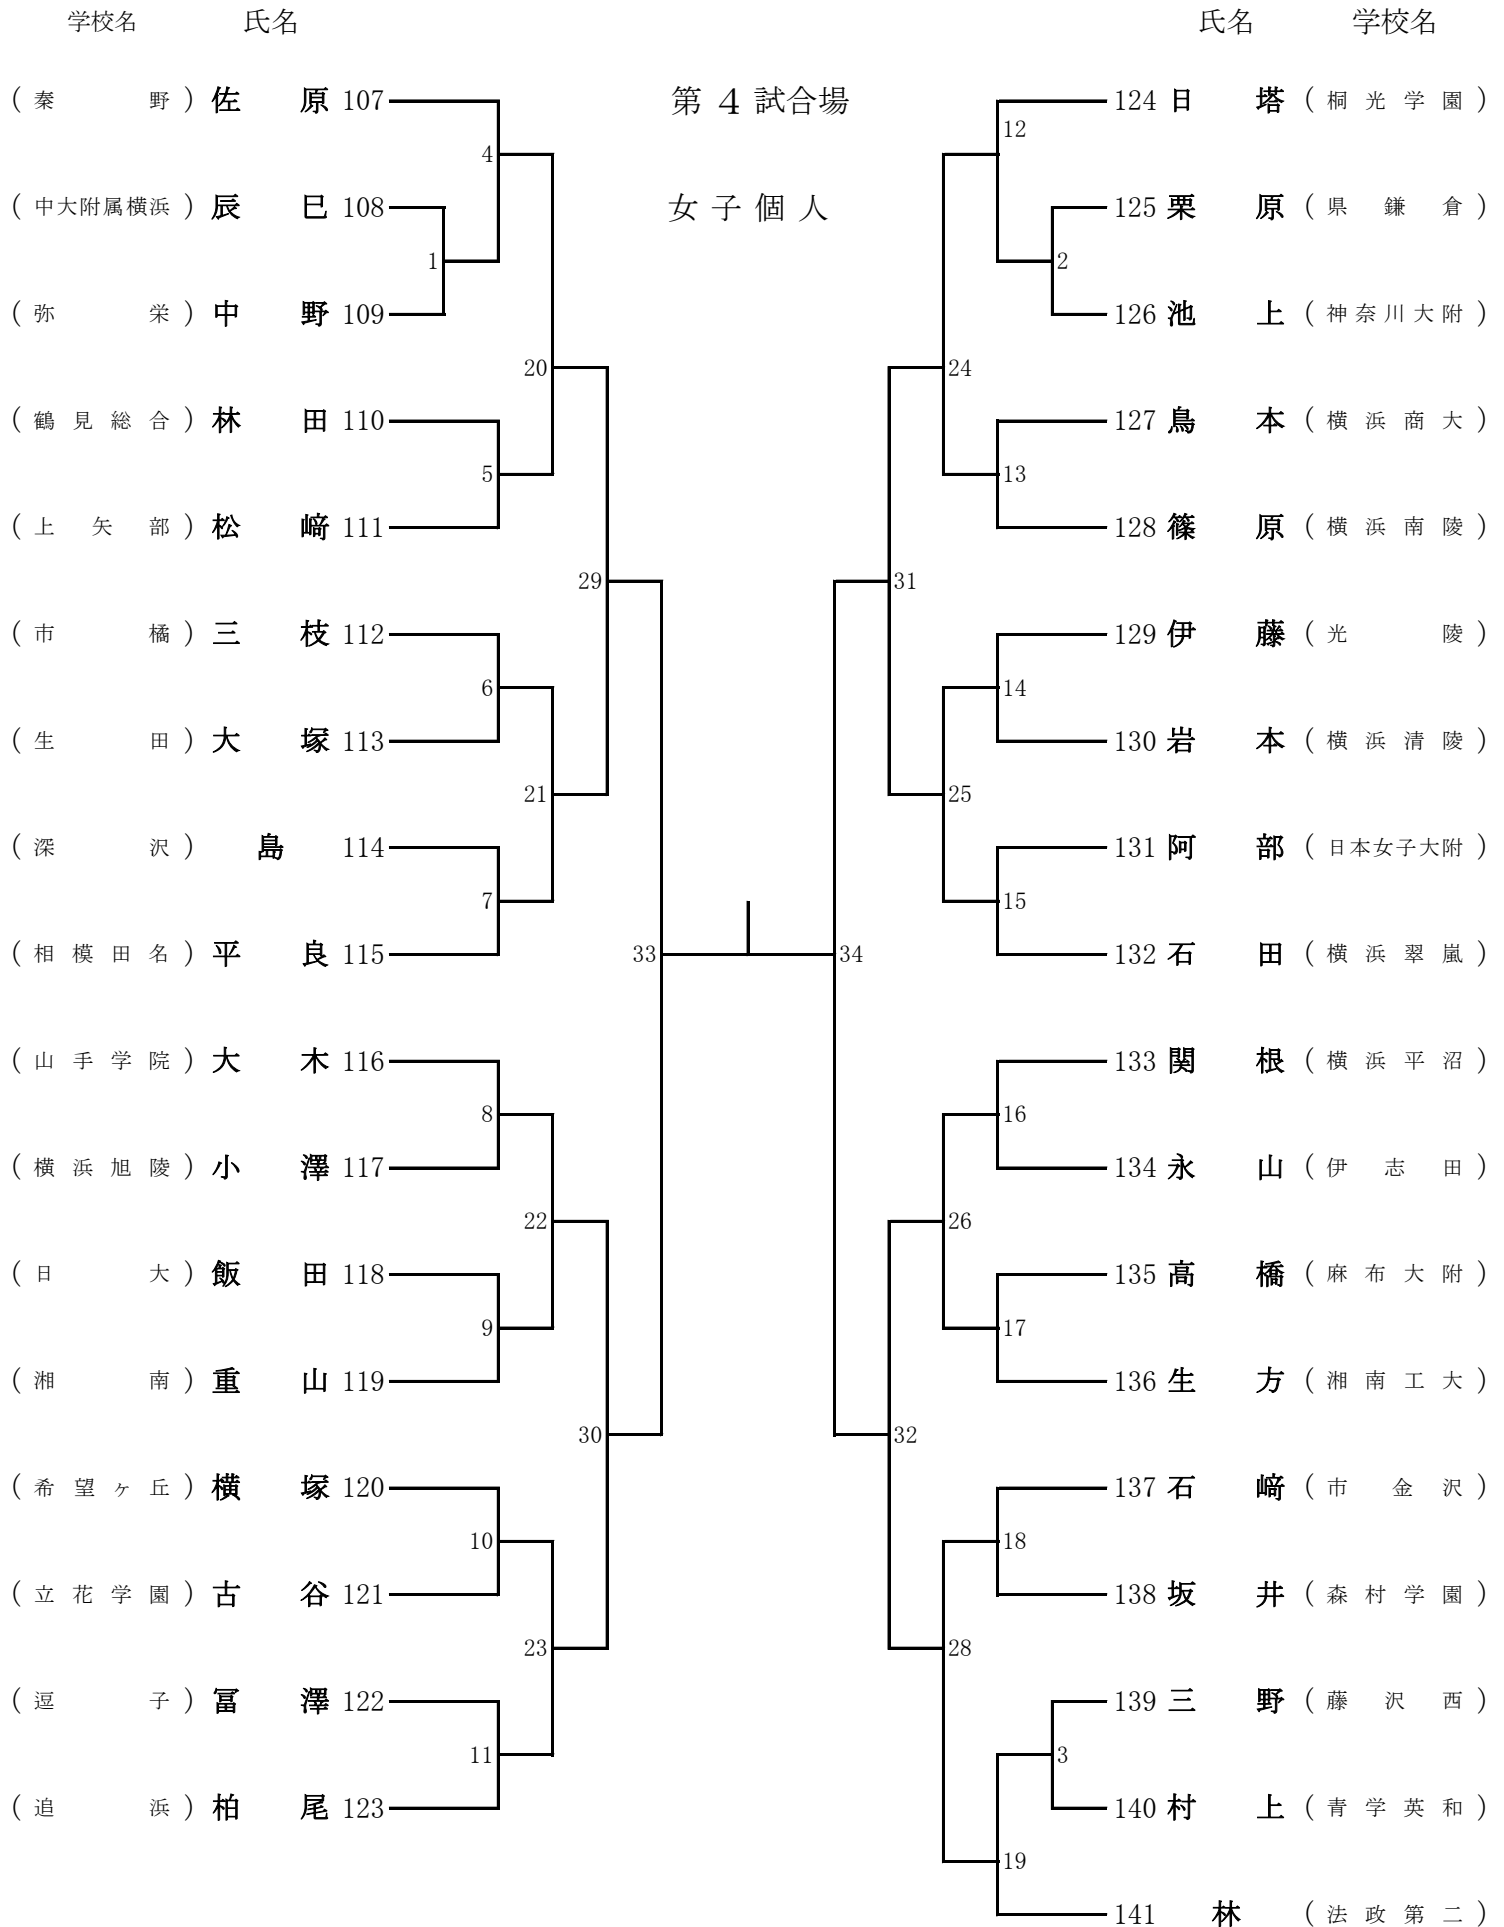 学校名 氏名 氏名 学校名
(秦野) 佐原 107 第4試合場 124 日塔 (桐光学園)
12
4
(中大附属横浜) 辰巳 108 女子個人 125 栗原 (県鎌倉)
1 2
(弥栄) 中野 109 126 池上 (神奈川大附)
20 24
(鶴見総合) 林田 110 127 鳥本 (横浜商大)
5 13
(上矢部) 松﨑 111 128 篠原 (横浜南陵)
29 31
(市橘) 三枝 112 129 伊藤 (光陵)
6 14
(生田) 大塚 113 130 岩本 (横浜清陵)
21 25
(深沢) 島 114 131 阿部 (日本女子大附)
7 15
(相模田名) 平良 115 33 34 132 石田 (横浜翠嵐)
(山手学院) 大木 116 133 関根 (横浜平沼)
8 16
(横浜旭陵) 小澤 117 134 永山 (伊志田)
22 26
(日大) 飯田 118 135 高橋 (麻布大附)
9 17
(湘南) 重山 119 136 生方 (湘南工大)
30 32
(希望ヶ丘) 横塚 120 137 石﨑 (市金沢)
10 18
(立花学園) 古谷 121 138 坂井 (森村学園)
23 28
(逗子) 冨澤 122 139 三野 (藤沢西)
11 3
(追浜) 柏尾 123 140 村上 (青学英和)
19
141 林 (法政第二)